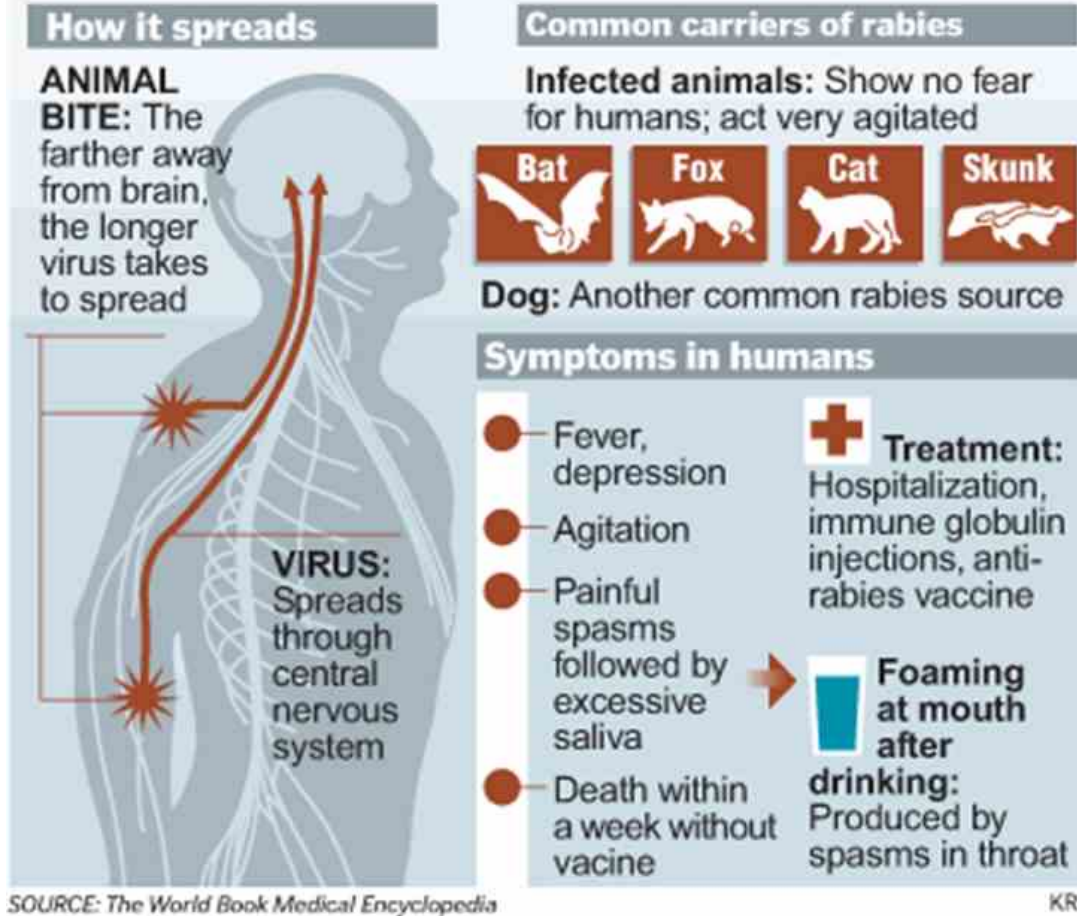 How it spreads
ANIMAL
BITE: The
farther away
from brain,
the longer
virus takes
to spread
VIRUS:
Spreads
through
central
nervous
system
Common carriers of rabies
Infected animals: Show no fear
for humans; act very agitated
Bat
Fox
Cat
Skunk
Dog: Another common rabies source
Symptoms in humans
Fever,
depression
Agitation
Painful
spasms
followed by
excessive
saliva
Death within
a week without
vacine
Treatment:
Hospitalization,
immune globulin
injections, anti-
rabies vaccine
Foaming
at mouth
after
drinking:
Produced by
spasms in throat
SOURCE: The World Book Medical Encyclopedia
KR